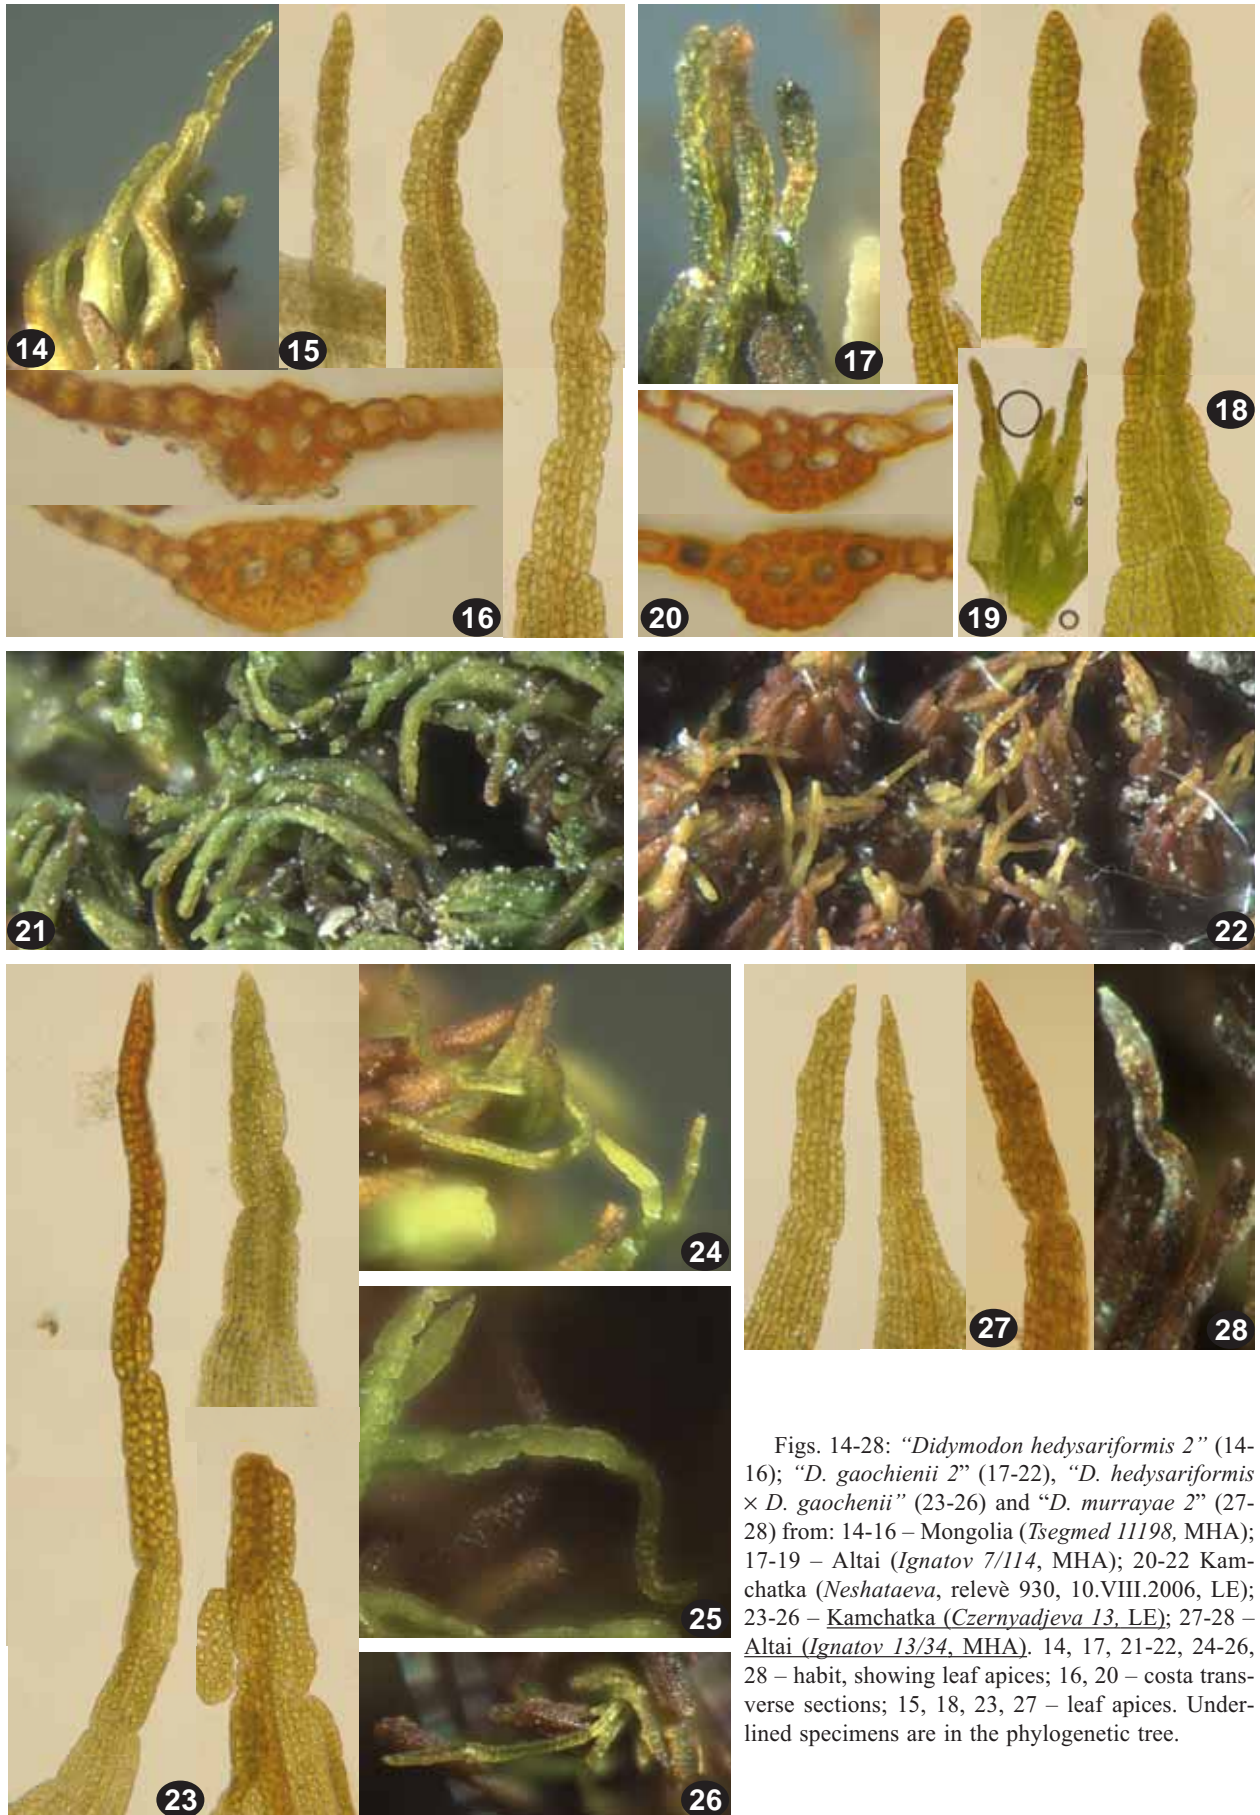 14
15
16
17
18
19
20
21
22
23
24
25
26
27
28
Figs. 14-28: “Didymodon hedysariformis 2” (14-
16); “D. gaochienii 2” (17-22), “D. hedysariformis
× D. gaochenii” (23-26) and “D. murrayae 2” (27-
28) from: 14-16 – Mongolia (Tsegmed 11198, MHA);
17-19 – Altai (Ignatov 7/114, MHA); 20-22 Kam-
chatka (Neshataeva, relevè 930, 10.VIII.2006, LE);
23-26 – Kamchatka (Czernyadjeva 13, LE); 27-28 –
Altai (Ignatov 13/34, MHA). 14, 17, 21-22, 24-26,
28 – habit, showing leaf apices; 16, 20 – costa trans-
verse sections; 15, 18, 23, 27 – leaf apices. Under-
lined specimens are in the phylogenetic tree.